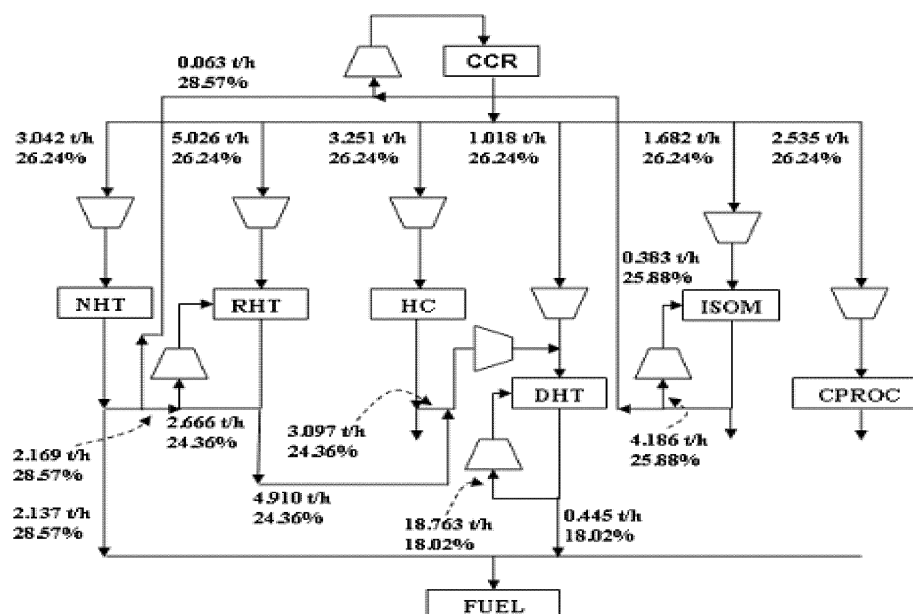 CCR
0.063 t/h
28.57%
3.042 t/h
26.24%
5.026 t/h
26.24%
3.251 t/h
26.24%
1.018 t/h
26.24%
1.682 t/h
26.24%
2.535 t/h
26.24%
0.383 t/h
25.88%
NHT
RHT
HC
ISOM
DHT
CPROC
2.666 t/h
24.36%
3.097 t/h
24.36%
4.186 t/h
25.88%
2.169 t/h
28.57%
2.137 t/h
28.57%
4.910 t/h
24.36%
18.763 t/h
18.02%
0.445 t/h
18.02%
FUEL